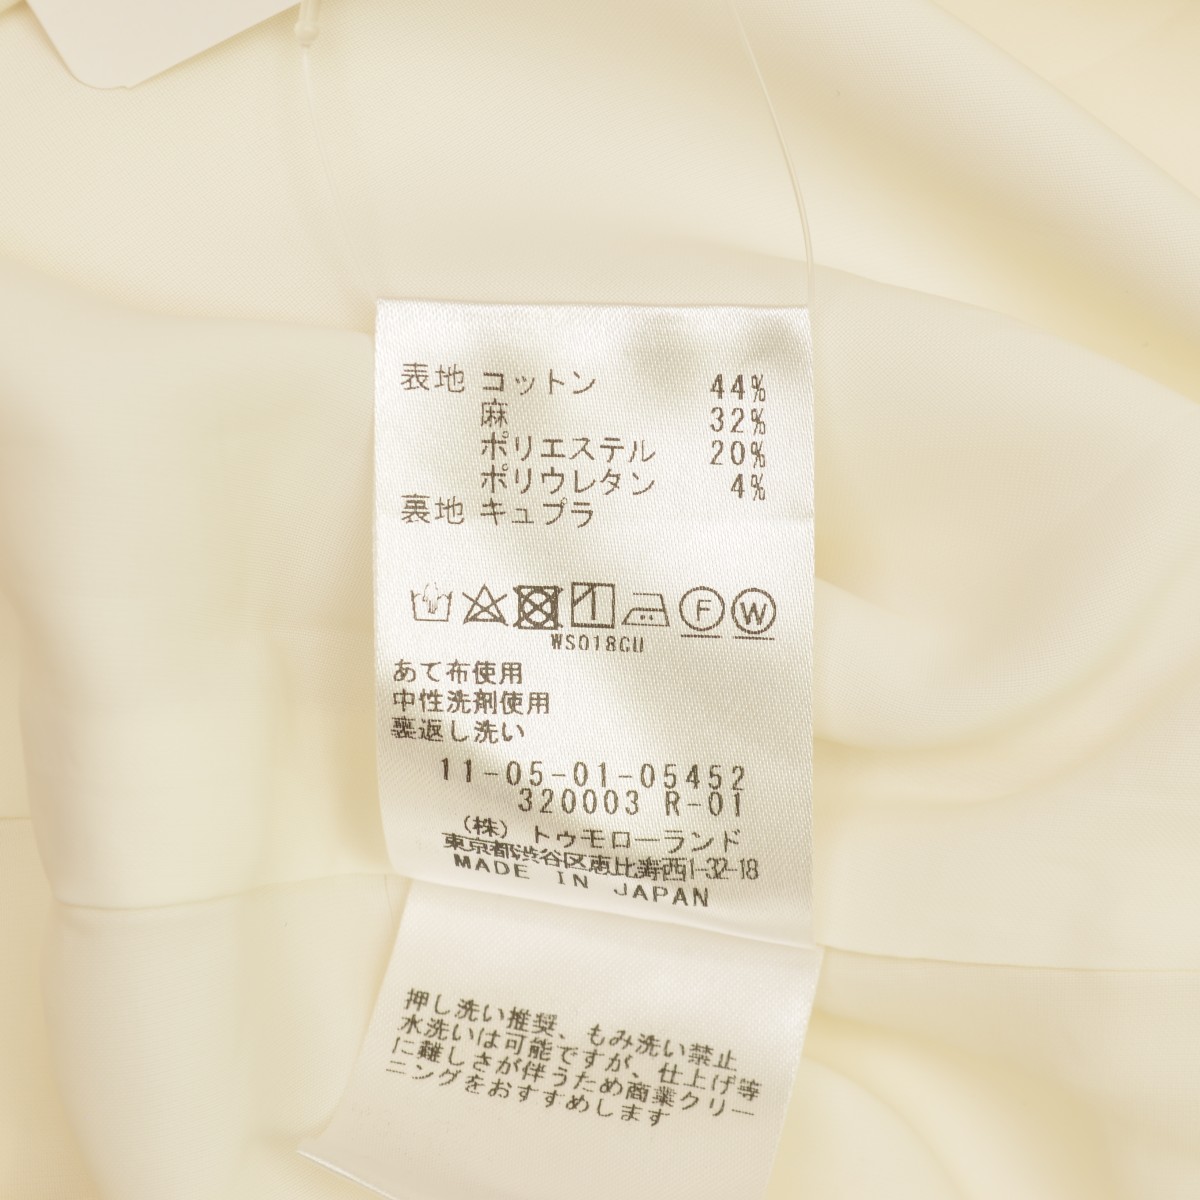 表地 コットン 44%
麻 32%
ポリエステル 20%
ポリウレタン 4%
裏地 キュプラ
F W
WS018CU
あて布使用
中性洗剤使用
裏返し洗い
11-05-01-05452
320003 R-01
(株) トゥモローランド
東京都渋谷区恵比寿西1-32-18
MADE IN JAPAN
押し洗い推奨、もみ洗い禁止
水洗いは可能ですが、仕上げ等
に難しさが伴うため商業クリー
ニングをおすすめします